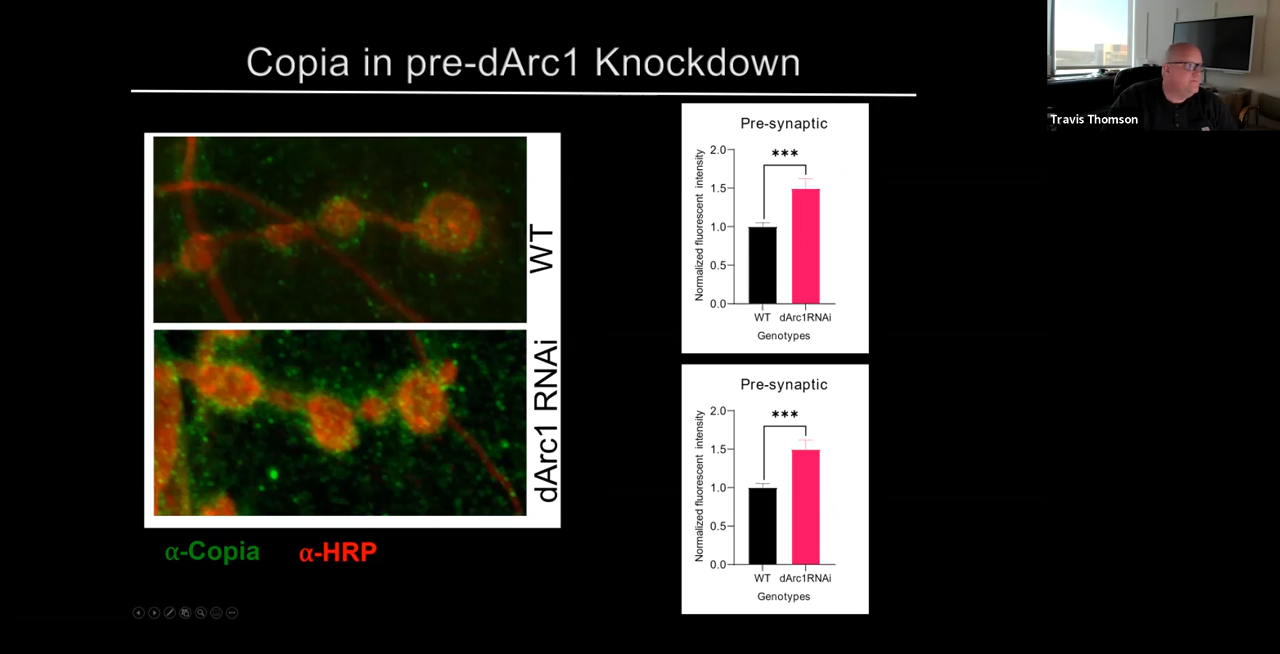 Copia in pre-dArc1 Knockdown
Travis Thomson
WT
dArc1 RNAi
α-Copia α-HRP
Pre-synaptic
***
Normalized fluorescent intensity
2.0
1.5
1.0
0.5
0.0
WT dArc1RNAi
Genotypes
Pre-synaptic
***
Normalized fluorescent intensity
2.0
1.5
1.0
0.5
0.0
WT dArc1RNAi
Genotypes